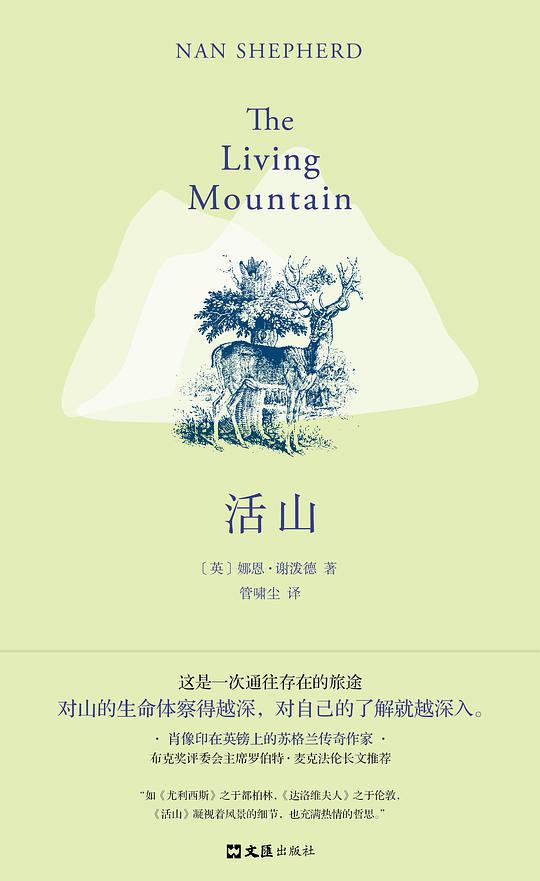 NAN SHEPHERD
The
Living
Mountain
活山
〔英〕娜恩·谢泼德 著
管啸尘 译
这是一次通往存在的旅途
对山的生命体察得越深，对自己的了解就越深入。
· 肖像印在英镑上的苏格兰传奇作家 ·
布克奖评委会主席罗伯特·麦克法伦长文推荐
“如《尤利西斯》之于都柏林，《达洛维夫人》之于伦敦，
《活山》凝视着风景的细节，也充满热情的哲思。”
文匯出版社